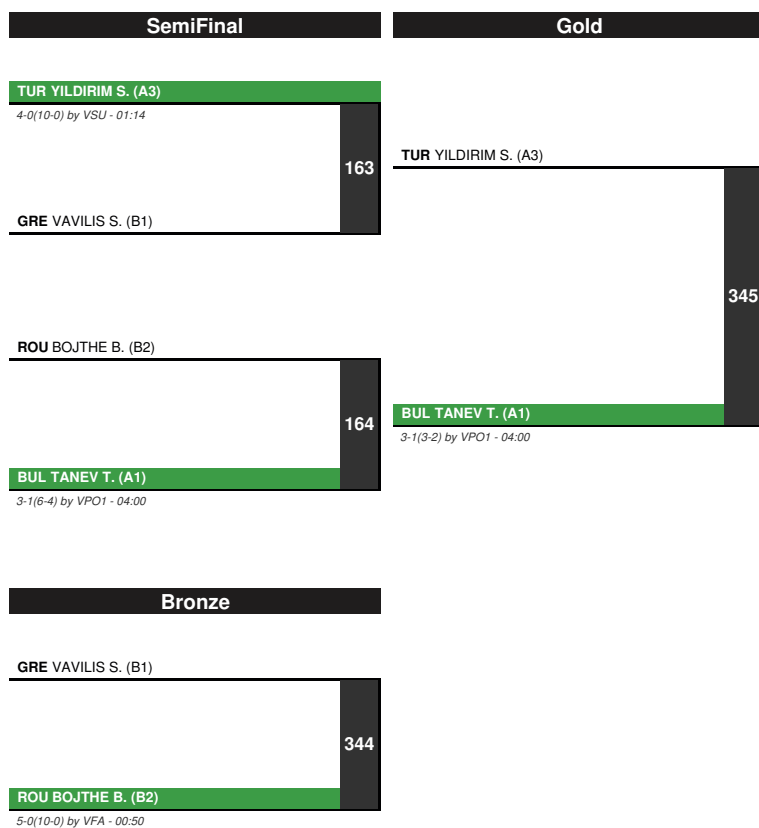 SemiFinal
TUR YILDIRIM S. (A3)
4-0(10-0) by VSU - 01:14
163
GRE VAVILIS S. (B1)
ROU BOJTHE B. (B2)
164
BUL TANEV T. (A1)
3-1(6-4) by VPO1 - 04:00
Gold
TUR YILDIRIM S. (A3)
345
BUL TANEV T. (A1)
3-1(3-2) by VPO1 - 04:00
Bronze
GRE VAVILIS S. (B1)
344
ROU BOJTHE B. (B2)
5-0(10-0) by VFA - 00:50